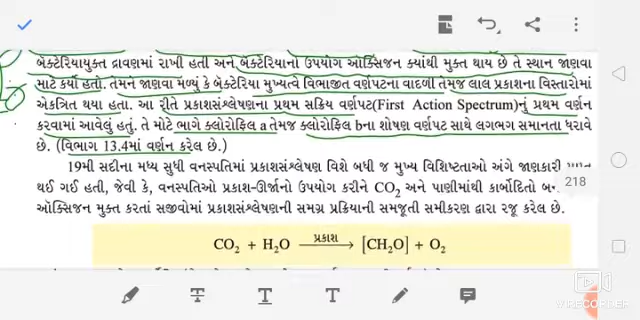 બેક્ટેરિયાયુક્ત દ્રાવણમાં રાખી હતી અને બેક્ટેરિયાનો ઉપયોગ ઑક્સિજન ક્યાંથી મુક્ત થાય છે તે સ્થાન જાણવા
માટે કર્યો હતો. તેમને જાણવા મળ્યું કે બેક્ટેરિયા મુખ્યત્વે વિભાજીત વર્ણપટના વાદળી તેમજ લાલ પ્રકાશના વિસ્તારોમાં
એકત્રિત થયા હતા. આ રીતે પ્રકાશસંશ્લેષણના પ્રથમ સક્રિય વર્ણપટ(First Action Spectrum)નું પ્રથમ વર્ણન
કરવામાં આવેલું હતું. તે મોટે ભાગે ક્લોરોફિલ a તેમજ ક્લોરોફિલ bના શોષણ વર્ણપટ સાથે લગભગ સમાનતા ધરાવે
છે. (વિભાગ 13.4માં વર્ણન કરેલ છે.)
19મી સદીના મધ્ય સુધી વનસ્પતિમાં પ્રકાશસંશ્લેષણ વિશે બધી જ મુખ્ય વિશિષ્ટતાઓ અંગે જાણકારી
થઈ ગઈ હતી, જેવી કે, વનસ્પતિઓ પ્રકાશ-ઊર્જાનો ઉપયોગ કરીને CO2 અને પાણીમાંથી કાર્બોદિતો
218
ઑક્સિજન મુક્ત કરતાં સજીવોમાં પ્રકાશસંશ્લેષણની સમગ્ર પ્રક્રિયાની સમજૂતી સમીકરણ દ્વારા રજૂ કરેલ છે.
CO2 + H2O પ્રકાશ → [CH2O] + O2